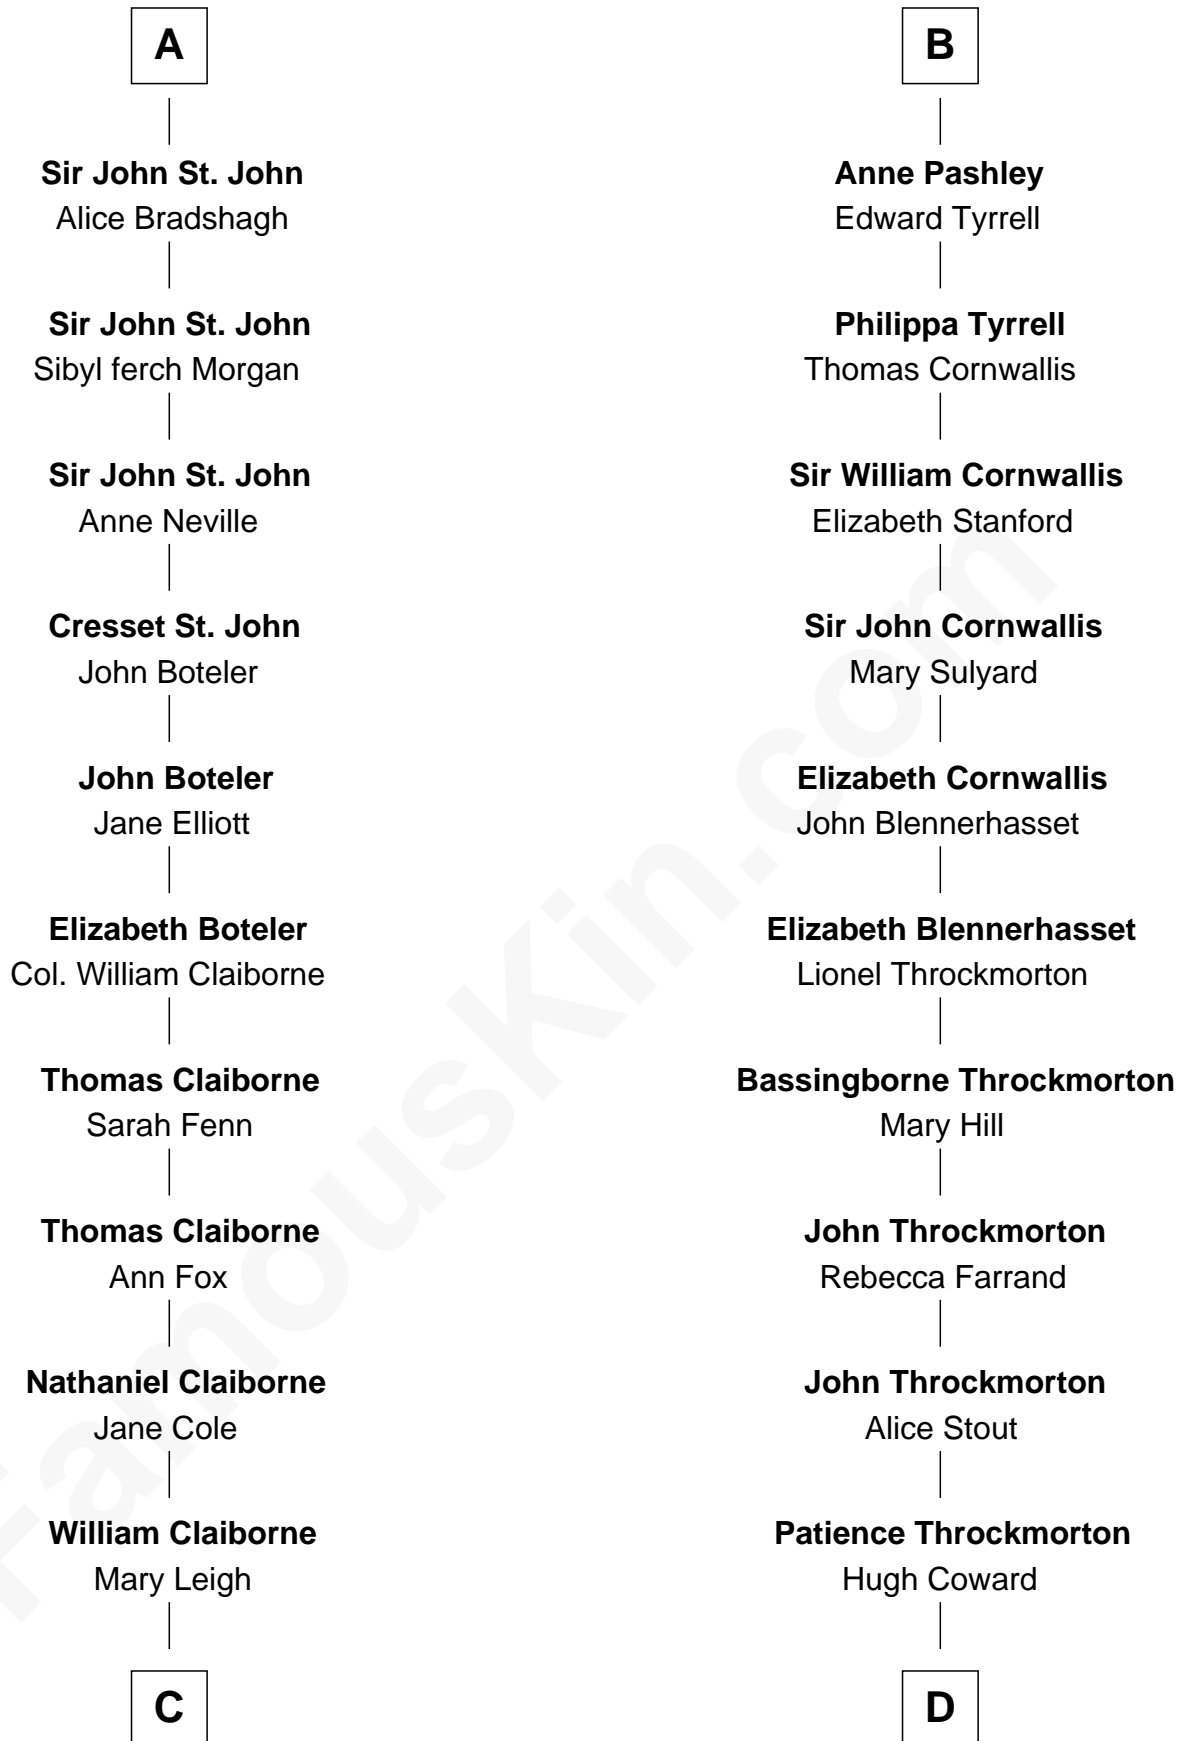 A
Sir John St. John
Alice Bradshagh
Sir John St. John
Sibyl ferch Morgan
Sir John St. John
Anne Neville
Cresset St. John
John Boteler
John Boteler
Jane Elliott
Elizabeth Boteler
Col. William Claiborne
Thomas Claiborne
Sarah Fenn
Thomas Claiborne
Ann Fox
Nathaniel Claiborne
Jane Cole
William Claiborne
Mary Leigh
C
B
Anne Pashley
Edward Tyrrell
Philippa Tyrrell
Thomas Cornwallis
Sir William Cornwallis
Elizabeth Stanford
Sir John Cornwallis
Mary Sulyard
Elizabeth Cornwallis
John Blennerhasset
Elizabeth Blennerhasset
Lionel Throckmorton
Bassingborne Throckmorton
Mary Hill
John Throckmorton
Rebecca Farrand
John Throckmorton
Alice Stout
Patience Throckmorton
Hugh Coward
D
FamousKin.com